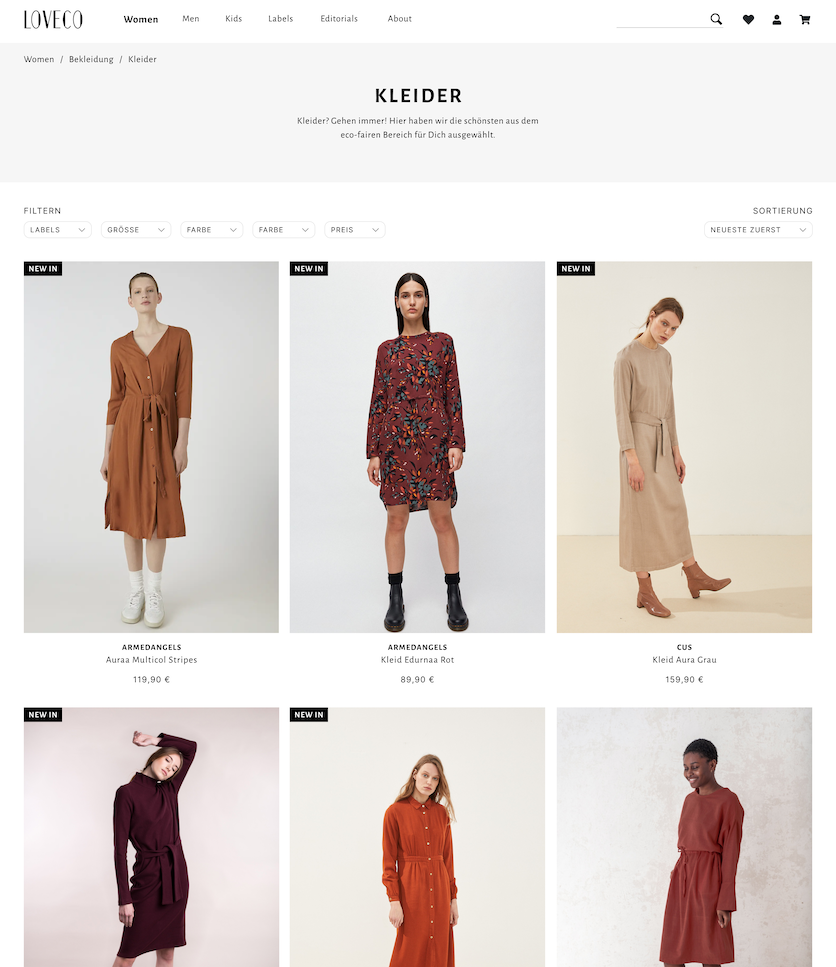 LOVECO
Women Men Kids Labels Editorials About
Women / Bekleidung / Kleider
KLEIDER
Kleider? Gehen immer! Hier haben wir die schönsten aus dem
eco-fairen Bereich für Dich ausgewählt.
FILTERN
SORTIERUNG
LABELS GRÖSSE FARBE FARBE PREIS
NEUESTE ZUERST
NEW IN
NEW IN
NEW IN
ARMEDANGELS
Auraa Multicol Stripes
119,90 €
ARMEDANGELS
Kleid Edurnaa Rot
89,90 €
CUS
Kleid Aura Grau
159,90 €
NEW IN
NEW IN